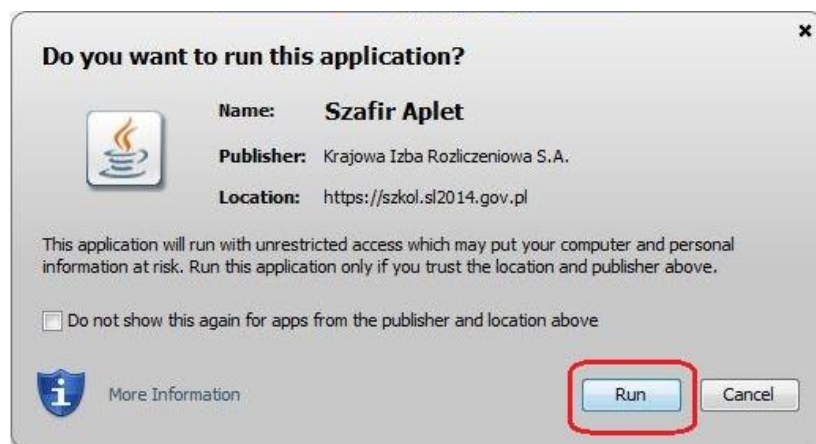 Do you want to run this application?
Name: Szafir Aplet
Publisher: Krajowa Izba Rozliczeniowa S.A.
Location: https://szkol.sl2014.gov.pl
This application will run with unrestricted access which may put your computer and personal
information at risk. Run this application only if you trust the location and publisher above.
Do not show this again for apps from the publisher and location above
More Information
Run
Cancel